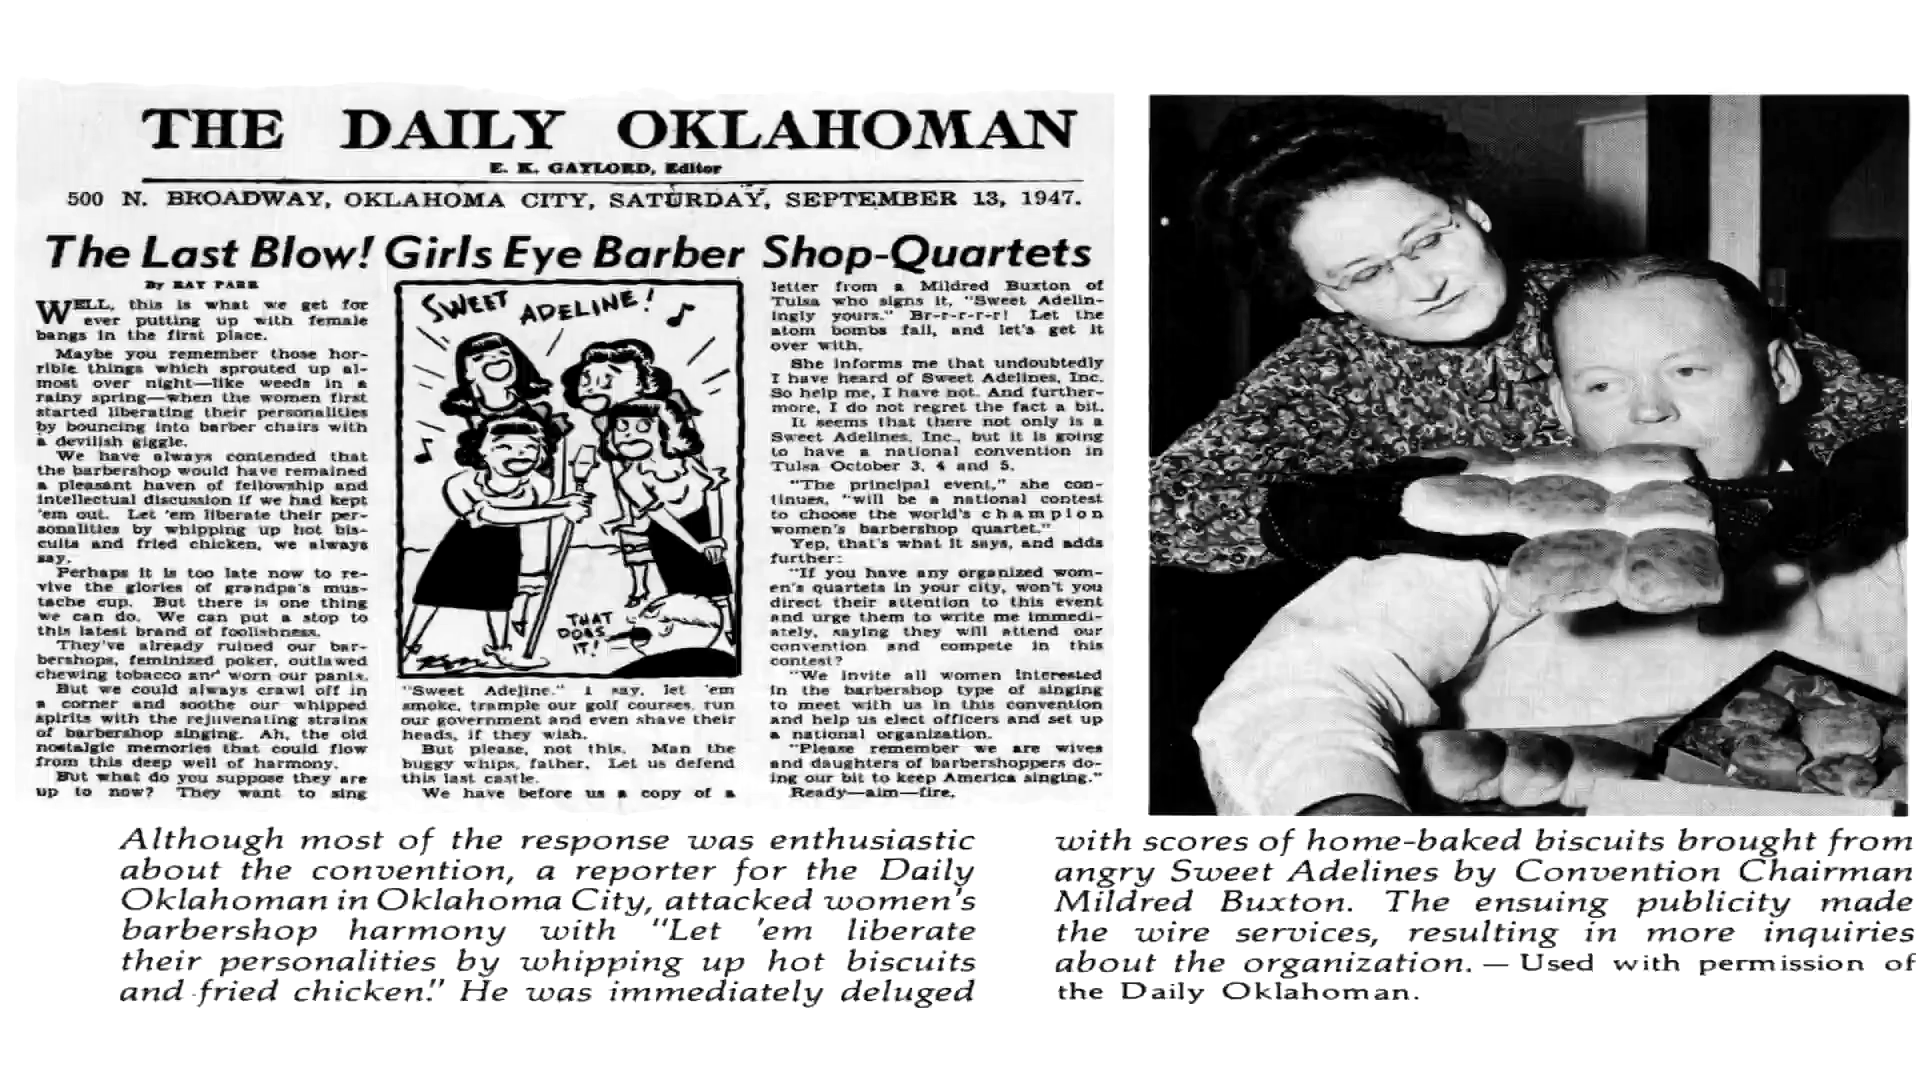 THE DAILY OKLAHOMAN
E. K. GAYLORD, Editor
500 N. BROADWAY, OKLAHOMA CITY, SATURDAY, SEPTEMBER 13, 1947.
The Last Blow! Girls Eye Barber Shop-Quartets
By RAY PARR
WELL, this is what we get for
ever putting up with female
bangs in the first place.
Maybe you remember those hor-
rible things which sprouted up al-
most over night—like weeds in a
rainy spring—when the women first
started liberating their personalities
by bouncing into barber chairs with
a devilish giggle.
We have always contended that
the barbershop would have remained
a pleasant haven of fellowship and
intellectual discussion if we had kept
'em out. Let 'em liberate their per-
sonalities by whipping up hot bis-
cuits and fried chicken, we always
say.
Perhaps it is too late now to re-
vive the glories of grandpa's mus-
tache cup. But there is one thing
we can do. We can put a stop to
this latest brand of foolishness.
They've already ruined our bar-
bershops, feminized poker, outlawed
chewing tobacco and worn our pants.
But we could always crawl off in
a corner and soothe our whipped
spirits with the rejuvenating strains
of barbershop singing. Ah, the old
nostalgic memories that could flow
from this deep well of harmony.
But what do you suppose they are
up to now? They want to sing
SWEET ADELINE!
THAT
DOES
IT!
"Sweet Adeline." I say, let 'em
smoke, trample our golf courses, run
our government and even shave their
heads, if they wish.
But please, not this. Man the
buggy whips, father. Let us defend
this last castle.
We have before us a copy of a
letter from a Mildred Buxton of
Tulsa who signs it, "Sweet Adelin-
ingly yours." Br-r-r-r-r! Let the
atom bombs fall, and let's get it
over with.
She informs me that undoubtedly
I have heard of Sweet Adelines, Inc.
So help me, I have not. And further-
more, I do not regret the fact a bit.
It seems that there not only is a
Sweet Adelines, Inc., but it is going
to have a national convention in
Tulsa October 3, 4 and 5.
"The principal event," she con-
tinues, "will be a national contest
to choose the world's champion
women's barbershop quartet."
Yep, that's what it says, and adds
further:
"If you have any organized wom-
en's quartets in your city, won't you
direct their attention to this event
and urge them to write me immedi-
ately, saying they will attend our
convention and compete in this
contest?
"We invite all women interested
in the barbershop type of singing
to meet with us in this convention
and help us elect officers and set up
a national organization.
"Please remember we are wives
and daughters of barbershoppers do-
ing our bit to keep America singing."
Ready—aim—fire.
Although most of the response was enthusiastic
about the convention, a reporter for the Daily
Oklahoman in Oklahoma City, attacked women's
barbershop harmony with "Let 'em liberate
their personalities by whipping up hot biscuits
and fried chicken." He was immediately deluged
with scores of home-baked biscuits brought from
angry Sweet Adelines by Convention Chairman
Mildred Buxton. The ensuing publicity made
the wire services, resulting in more inquiries
about the organization. — Used with permission of
the Daily Oklahoman.